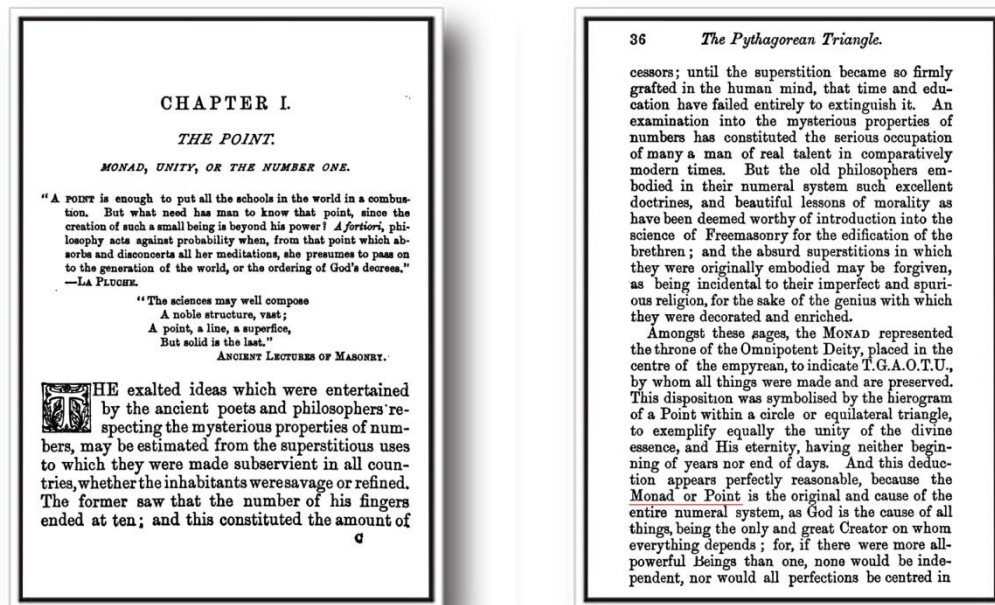 CHAPTER I.
THE POINT.
MONAD, UNITY, OR THE NUMBER ONE.
"A POINT is enough to put all the schools in the world in a combus-
tion. But what need has man to know that point, since the
creation of such a small being is beyond his power? A fortiori, phi-
losophy acts against probability when, from that point which ab-
sorbs and disconcerts all her meditations, she presumes to pass on
to the generation of the world, or the ordering of God's decrees."
—LA PLUCHE.
"The sciences may well compose
A noble structure, vast;
A point, a line, a superfice,
But solid is the last."
ANCIENT LECTURES OF MASONRY.
THE exalted ideas which were entertained
by the ancient poets and philosophers re-
specting the mysterious properties of num-
bers, may be estimated from the superstitious uses
to which they were made subservient in all coun-
tries, whether the inhabitants were savage or refined.
The former saw that the number of his fingers
ended at ten; and this constituted the amount of
C
36 The Pythagorean Triangle.
cessors; until the superstition became so firmly
grafted in the human mind, that time and edu-
cation have failed entirely to extinguish it. An
examination into the mysterious properties of
numbers has constituted the serious occupation
of many a man of real talent in comparatively
modern times. But the old philosophers em-
bodied in their numeral system such excellent
doctrines, and beautiful lessons of morality as
have been deemed worthy of introduction into the
science of Freemasonry for the edification of the
brethren; and the absurd superstitions in which
they were originally embodied may be forgiven,
as being incidental to their imperfect and spuri-
ous religion, for the sake of the genius with which
they were decorated and enriched.
Amongst these sages, the MONAD represented
the throne of the Omnipotent Deity, placed in the
centre of the empyrean, to indicate T.G.A.O.T.U.,
by whom all things were made and are preserved.
This disposition was symbolised by the hierogram
of a Point within a circle or equilateral triangle,
to exemplify equally the unity of the divine
essence, and His eternity, having neither begin-
ning of years nor end of days. And this deduc-
tion appears perfectly reasonable, because the
Monad or Point is the original and cause of the
entire numeral system, as God is the cause of all
things, being the only and great Creator on whom
everything depends; for, if there were more all-
powerful Beings than one, none would be inde-
pendent, nor would all perfections be centred in